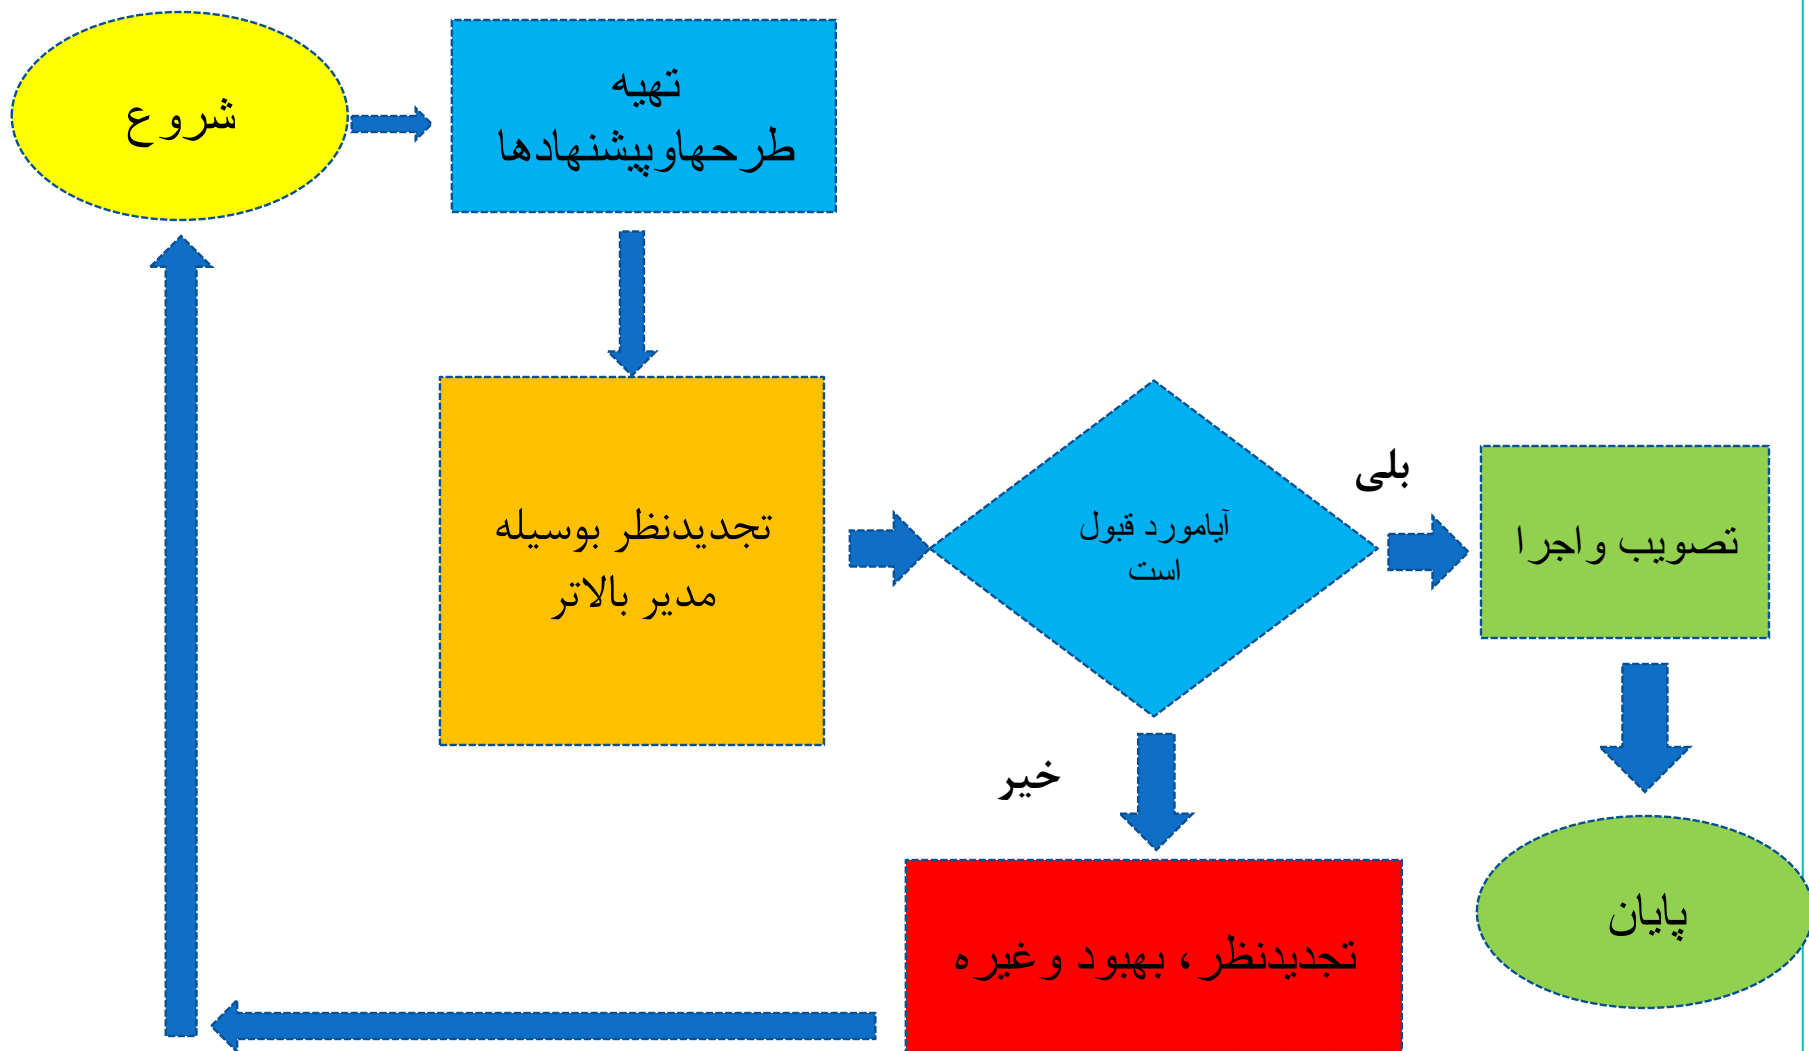 شروع
تهیه
طرحهاوپیشنهادها
تجدیدنظر بوسیله
مدیر بالاتر
آیامورد قبول
است
بلی
تصویب واجرا
خیر
تجدیدنظر، بهبود وغیره
پایان